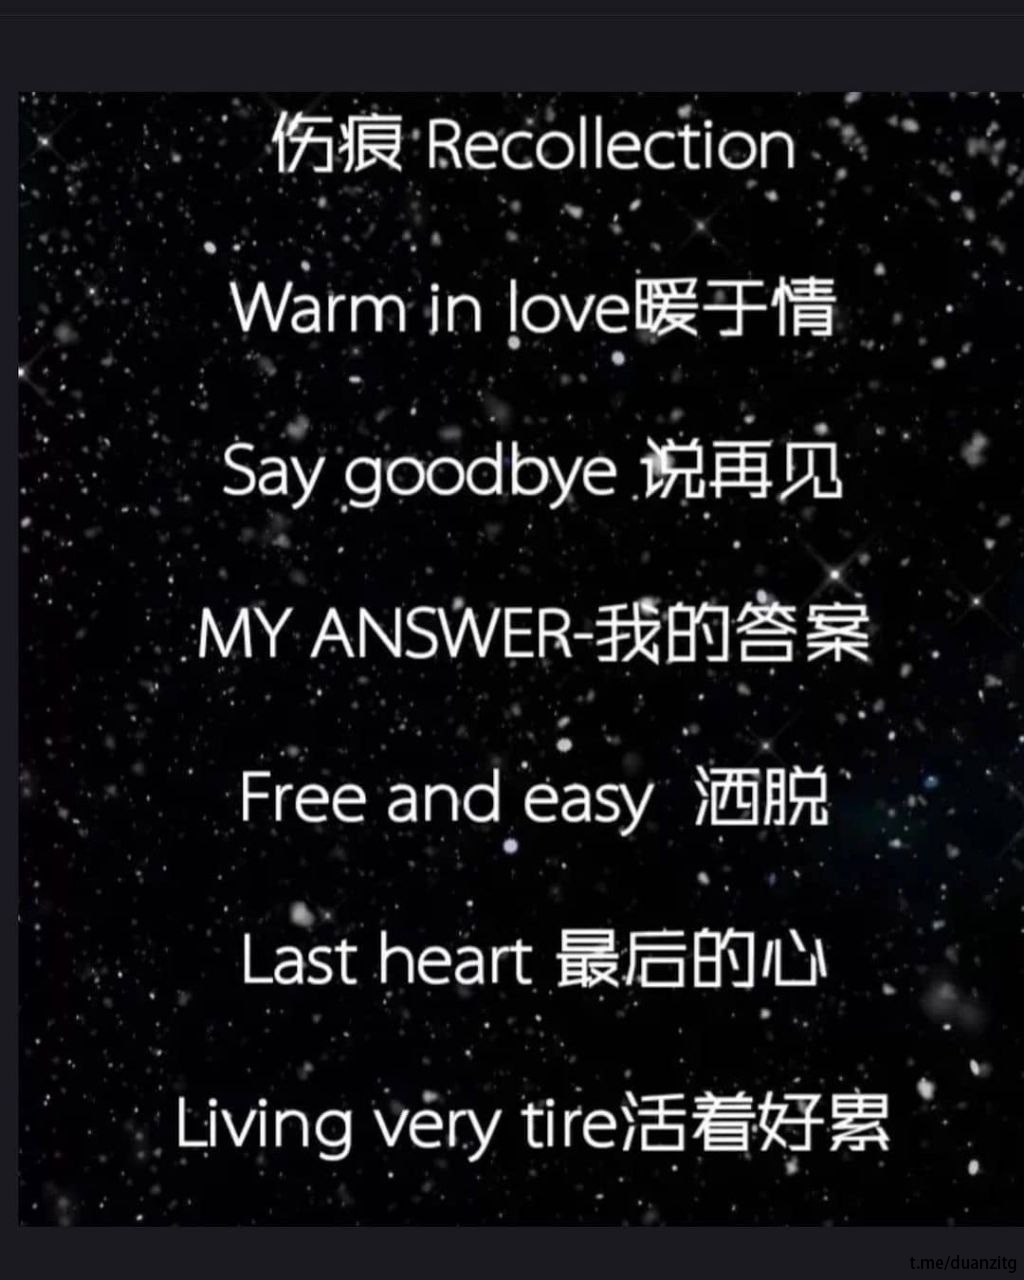 伤痕 Recollection
Warm in love暖于情
Say goodbye 说再见
MY ANSWER-我的答案
Free and easy 洒脱
Last heart 最后的心
Living very tire活着好累
t.me/duanzitg